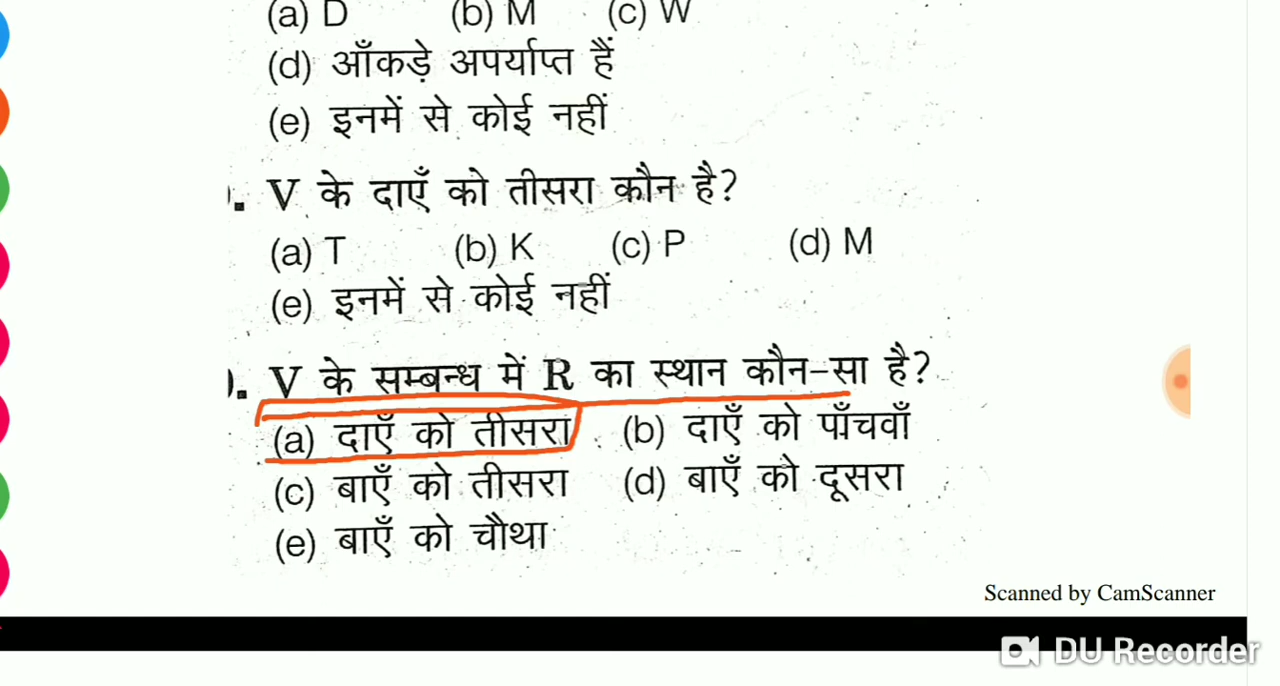 (a) D (b) M (c) W
(d) आँकड़े अपर्याप्त हैं
(e) इनमें से कोई नहीं
. V के दाएँ को तीसरा कौन है?
(a) T (b) K (c) P (d) M
(e) इनमें से कोई नहीं
). V के सम्बन्ध में R का स्थान कौन-सा है?
(a) दाएँ को तीसरा (b) दाएँ को पाँचवाँ
(c) बाएँ को तीसरा (d) बाएँ को दूसरा
(e) बाएँ को चौथा
Scanned by CamScanner
DU Recorder